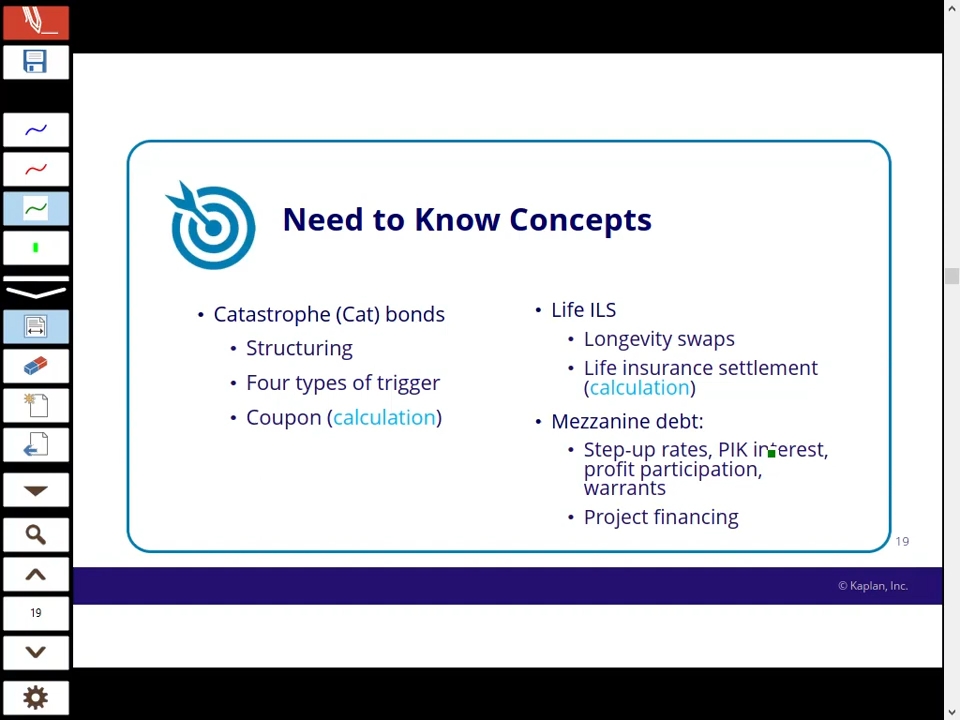 Need to Know Concepts
• Catastrophe (Cat) bonds
• Structuring
• Four types of trigger
• Coupon (calculation)
• Life ILS
• Longevity swaps
• Life insurance settlement
(calculation)
• Mezzanine debt:
• Step-up rates, PIK interest,
profit participation,
warrants
• Project financing
19
© Kaplan, Inc.
19